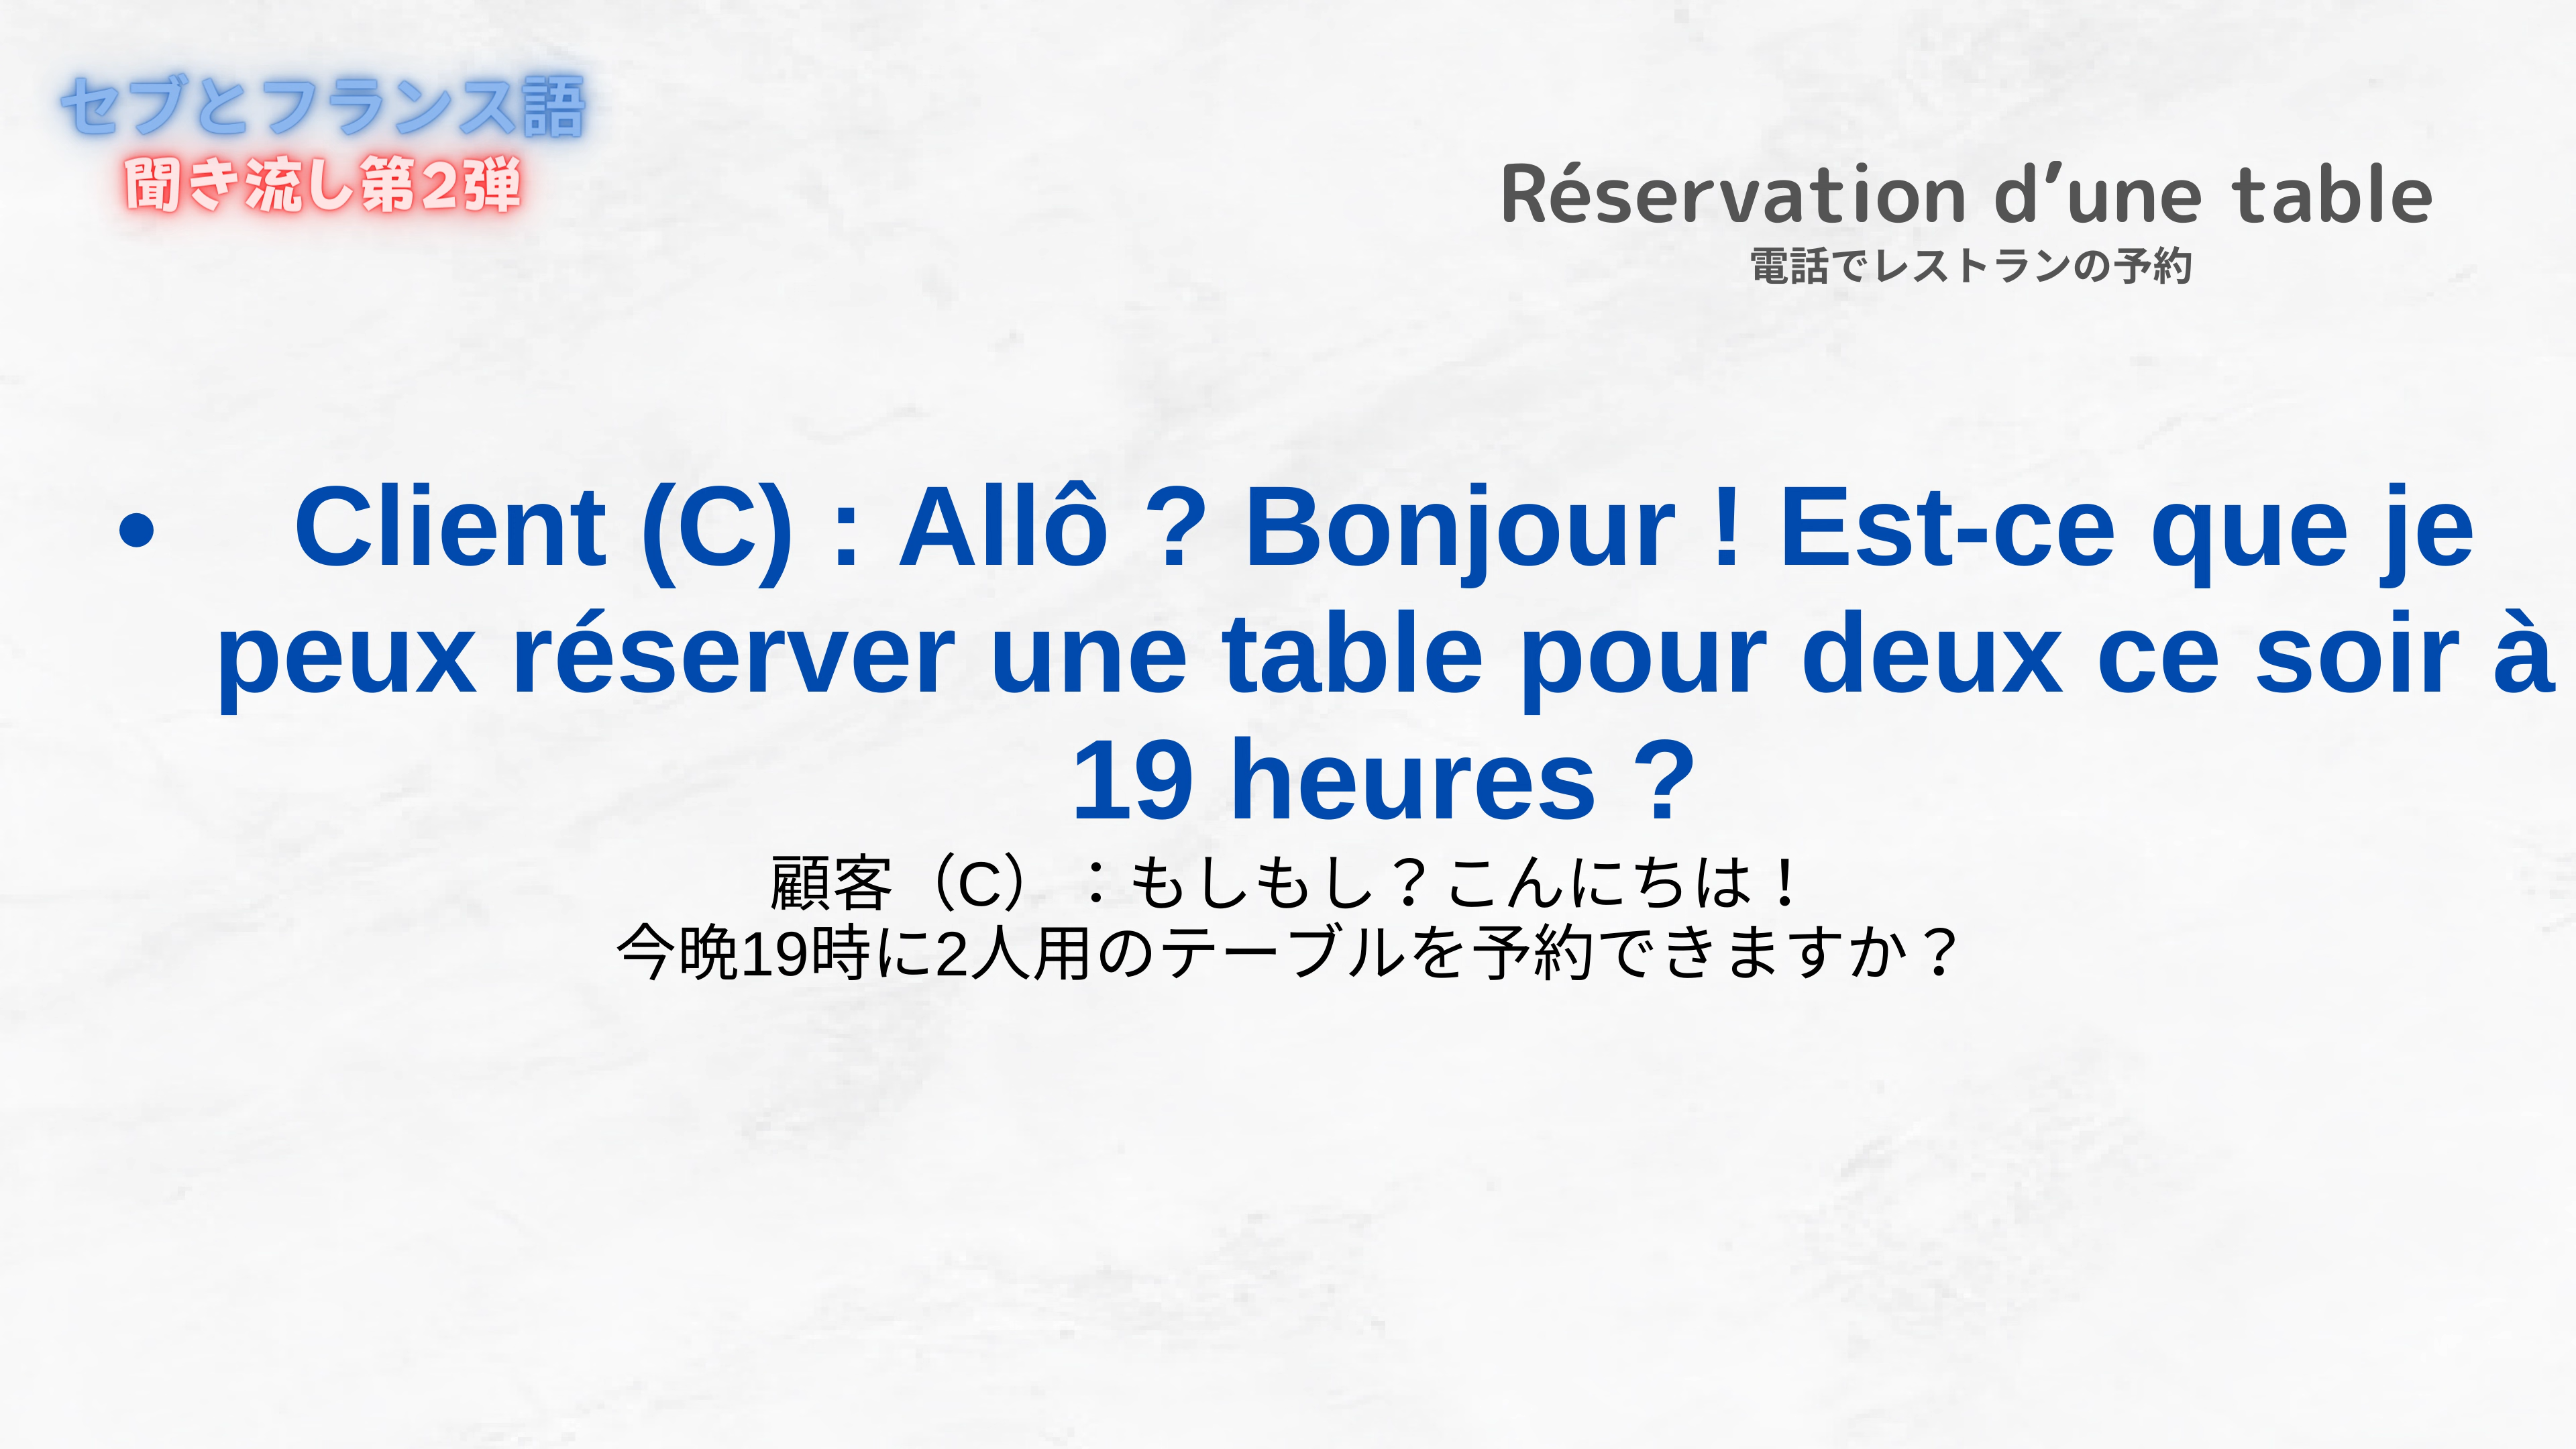 セブとフランス語
聞き流し第2弾
Réservation d’une table
電話でレストランの予約
• Client (C) : Allô ? Bonjour ! Est-ce que je
peux réserver une table pour deux ce soir à
19 heures ?
顧客（C）：もしもし？こんにちは！
今晩19時に2人用のテーブルを予約できますか？